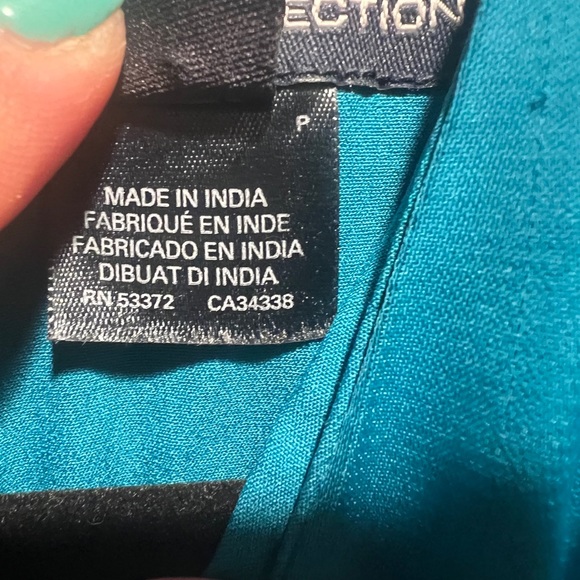 ECTION
P
MADE IN INDIA
FABRIQUÉ EN INDE
FABRICADO EN INDIA
DIBUAT DI INDIA
RN 53372 CA34338